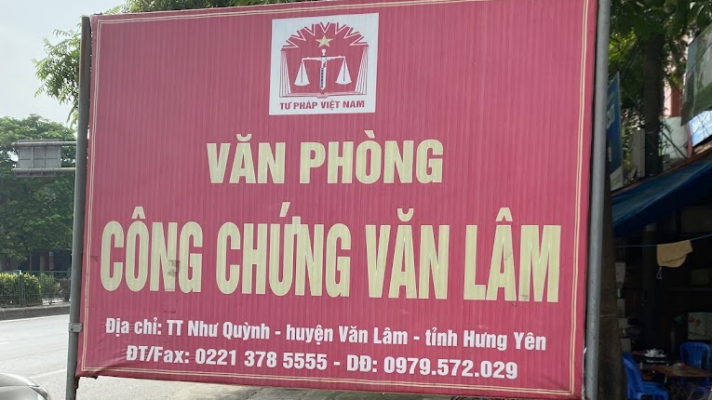 TƯ PHÁP VIỆT NAM
VĂN PHÒNG
CÔNG CHỨNG VĂN LÂM
Địa chỉ: TT Như Quỳnh - huyện Văn Lâm - tỉnh Hưng Yên
ĐT/Fax: 0221 378 5555 - DĐ: 0979.572.029